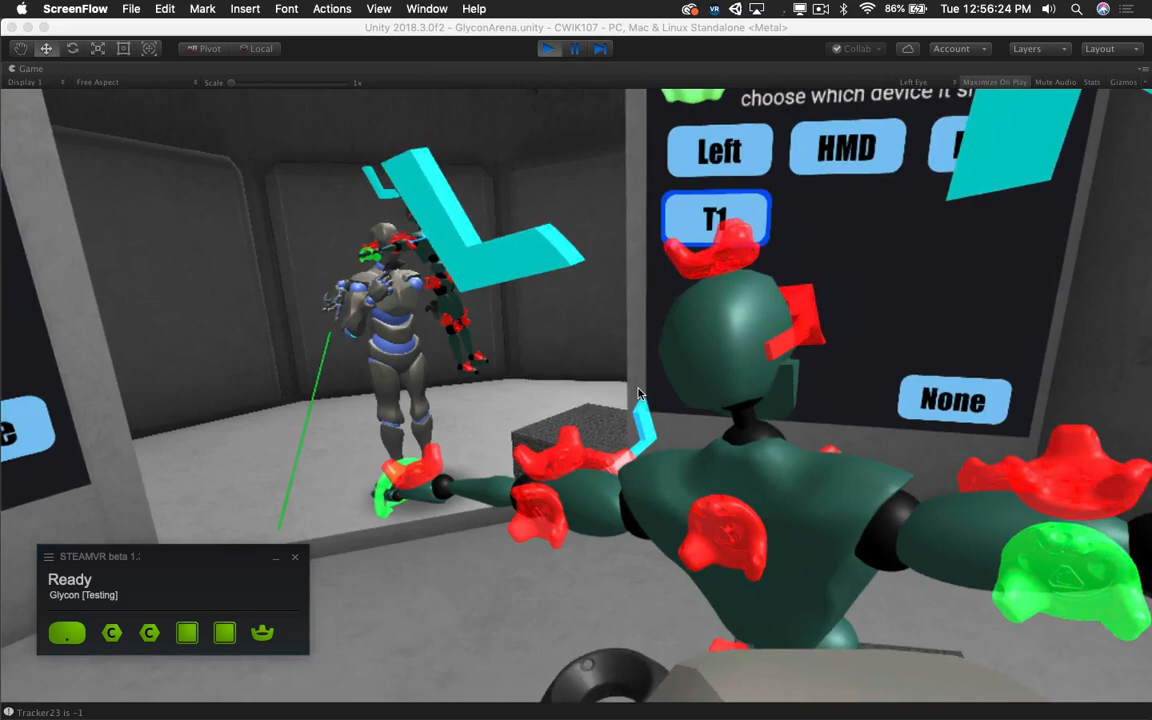 ScreenFlow File Edit Mark Insert Font Actions View Window Help VR 86% Tue 12:56:24 PM
Unity 2018.3.0f2 - GlyconArena.unity - CWIK107 - PC, Mac & Linux Standalone <Metal>
Pivot Local Collab Account Layers Layout
Game
Display 1 Free Aspect Scale 1x Left Eye Maximize On Play Mute Audio Stats Gizmos
choose which device it
Left HMD
T1
None
STEAMVR beta
Ready
Glycon [Testing]
C C
Tracker23 is -1